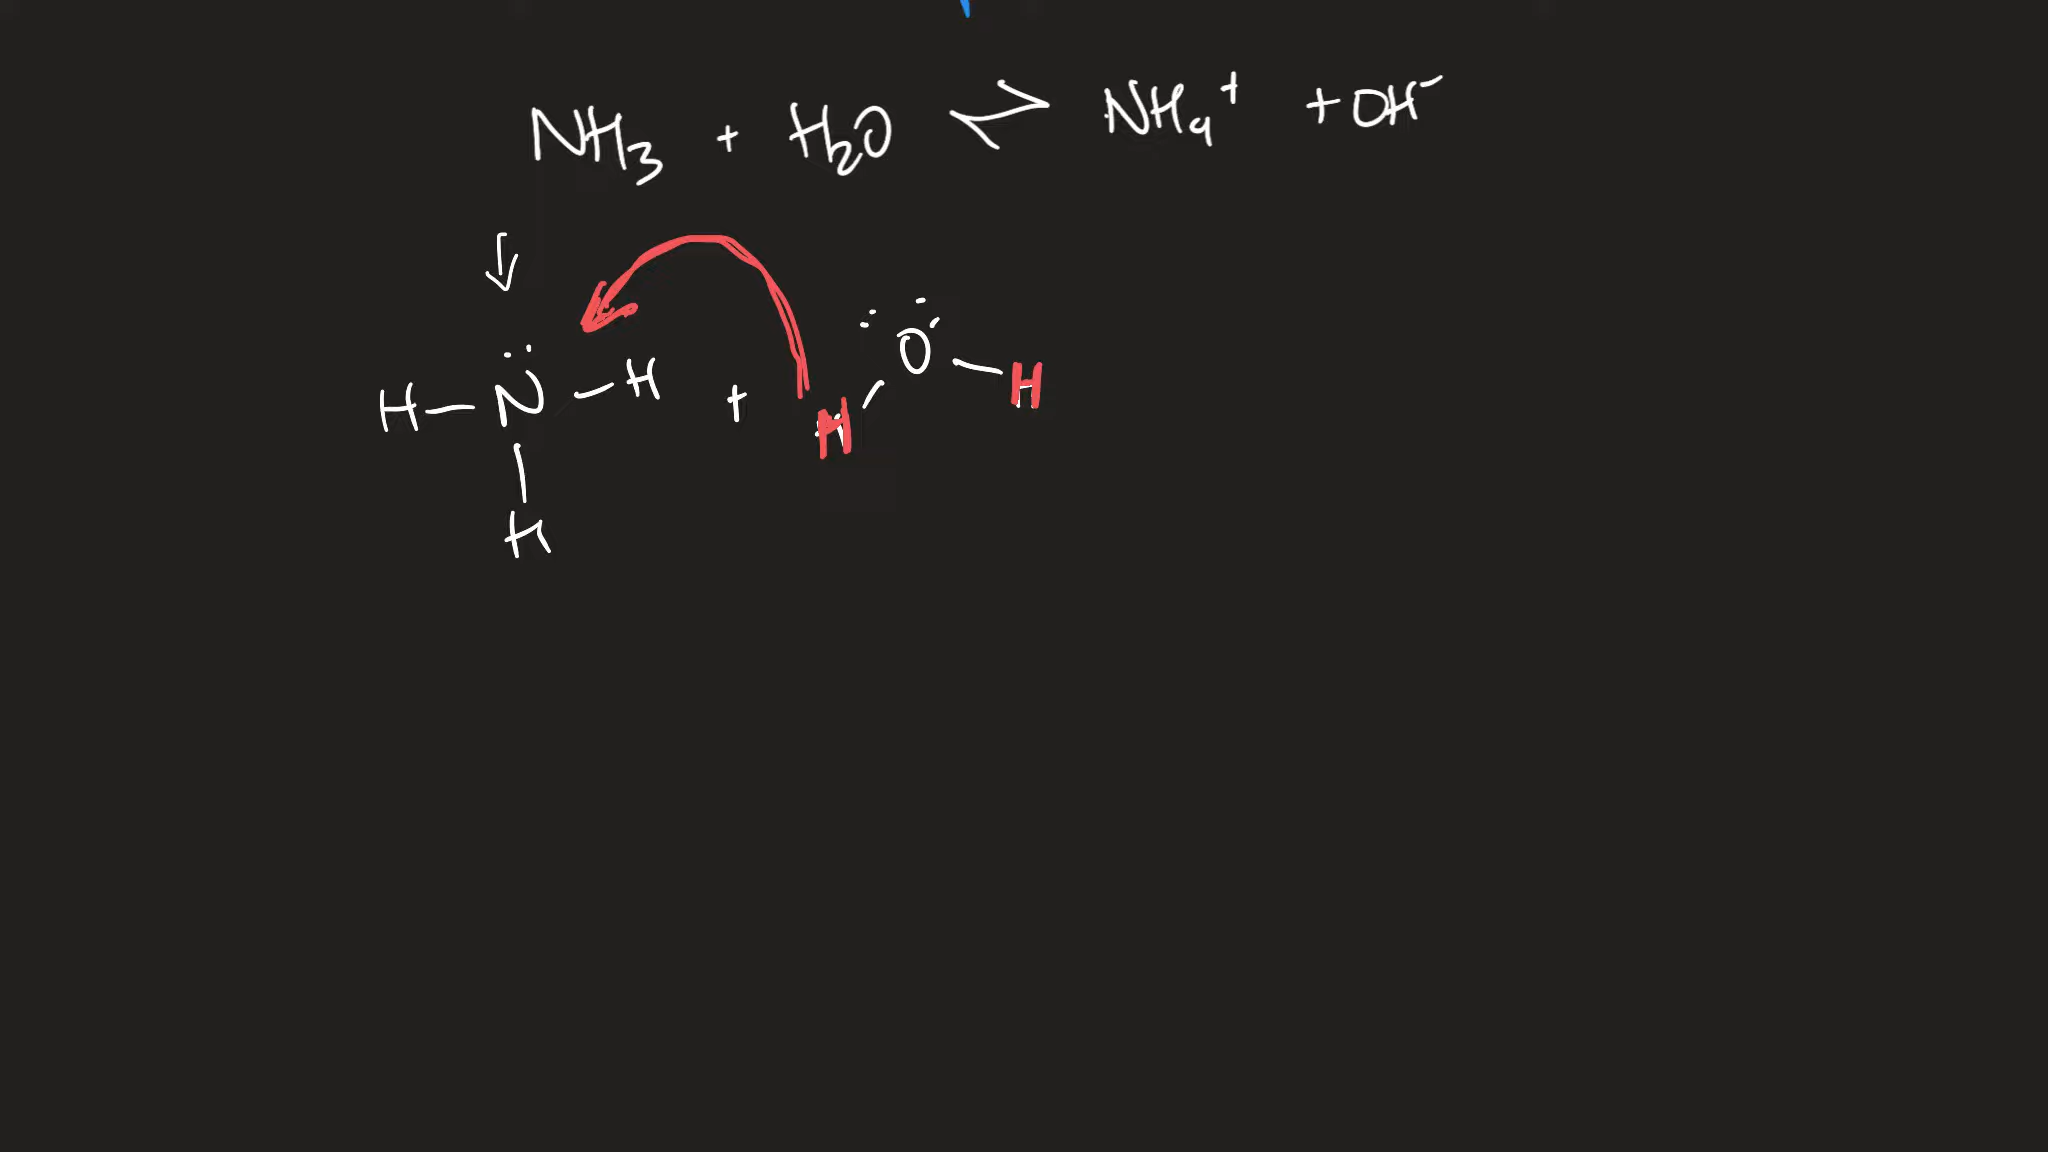 NH₃ + H₂O ⇌ NH₄⁺ + OH⁻
H—N̈—H + H—O—H
H